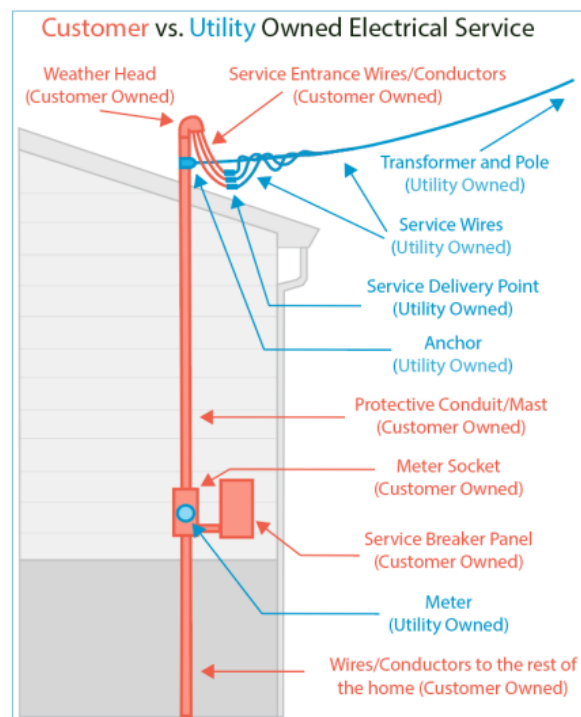 Customer vs. Utility Owned Electrical Service
Weather Head
(Customer Owned)
Service Entrance Wires/Conductors
(Customer Owned)
Transformer and Pole
(Utility Owned)
Service Wires
(Utility Owned)
Service Delivery Point
(Utility Owned)
Anchor
(Utility Owned)
Protective Conduit/Mast
(Customer Owned)
Meter Socket
(Customer Owned)
Service Breaker Panel
(Customer Owned)
Meter
(Utility Owned)
Wires/Conductors to the rest of
the home (Customer Owned)